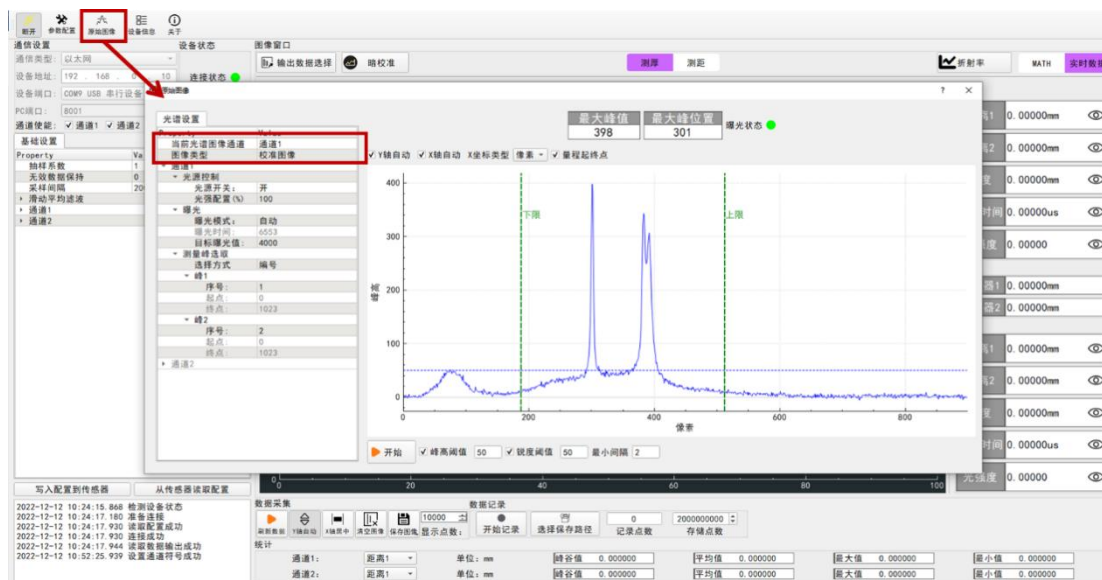 断开 参数配置 原始图像 设备信息 关于
通信设置 设备状态 图像窗口
通信类型: 以太网
输出数据选择 暗校准 测厚 测距 折射率 MATH 实时数据
设备地址: 192 . 168 . 0 10 连接状态
设备端口: COM9 USB 串行设备
PC端口: 8001
通道使能: 通道1 通道2
基础设置
Property Va
抽样系数 1
无效数据保持 0
采样间隔 20
滑动平均滤波
通道1
通道2
原始图像 ? ×
光谱设置
Property Value
当前光谱图像通道 通道1
图像类型 校准图像
通道1
光源控制
光源开关: 开
光强配置(%) 100
曝光
曝光模式: 自动
曝光时间: 6553
目标曝光值: 4000
测量峰选取
选择方式 编号
峰1
序号: 1
起点: 0
终点: 1023
峰2
序号: 2
起点: 0
终点: 1023
通道2
最大峰值 最大峰位置 曝光状态
398 301
Y轴自动 X轴自动 X坐标类型 像素 量程起终点
峰高
400
300
200
100
0
下限 上限
0 200 400 600 800
像素
开始 峰高阈值 50 锐度阈值 50 最小间隔 2
0.00000mm
0.00000mm
0.00000mm
0.00000us
0.00000
0.00000mm
0.00000mm
0.00000mm
0.00000mm
0.00000mm
0.00000us
光强度 0.00000
0 20 40 60 80 100
写入配置到传感器 从传感器读取配置
2022-12-12 10:24:15.868 检测设备状态
2022-12-12 10:24:17.180 准备连接
2022-12-12 10:24:17.930 读取配置成功
2022-12-12 10:24:17.930 连接成功
2022-12-12 10:24:17.944 读取数据输出成功
2022-12-12 10:52:25.939 设置通道符号成功
数据采集 数据记录
刷新数据 Y轴自动 X轴居中 清空图像 保存图像 10000 显示点数: 开始记录 选择保存路径 0 记录点数 2000000000 存储点数
统计
通道1: 距离1 单位: mm 峰谷值 0.000000 平均值 0.000000 最大值 0.000000 最小值 0.000000
通道2: 距离1 单位: mm 峰谷值 0.000000 平均值 0.000000 最大值 0.000000 最小值 0.000000